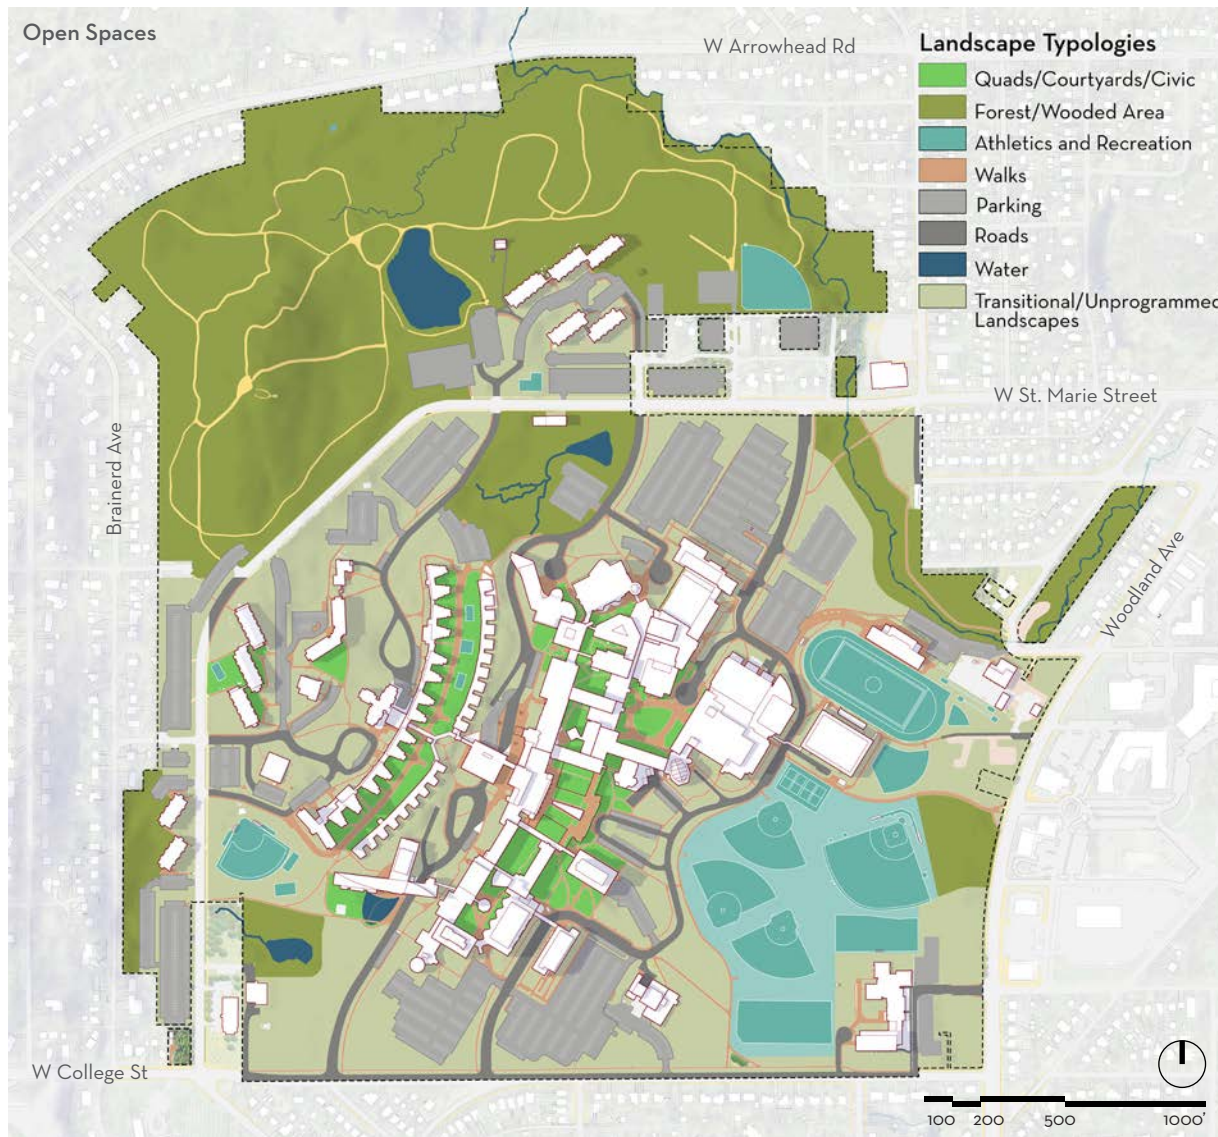 Open Spaces
W Arrowhead Rd
Landscape Typologies
Quads/Courtyards/Civic
Forest/Wooded Area
Athletics and Recreation
Walks
Parking
Roads
Water
Transitional/Unprogrammed
Landscapes
W St. Marie Street
Brainerd Ave
Woodland Ave
W College St
100 200 500 1000'